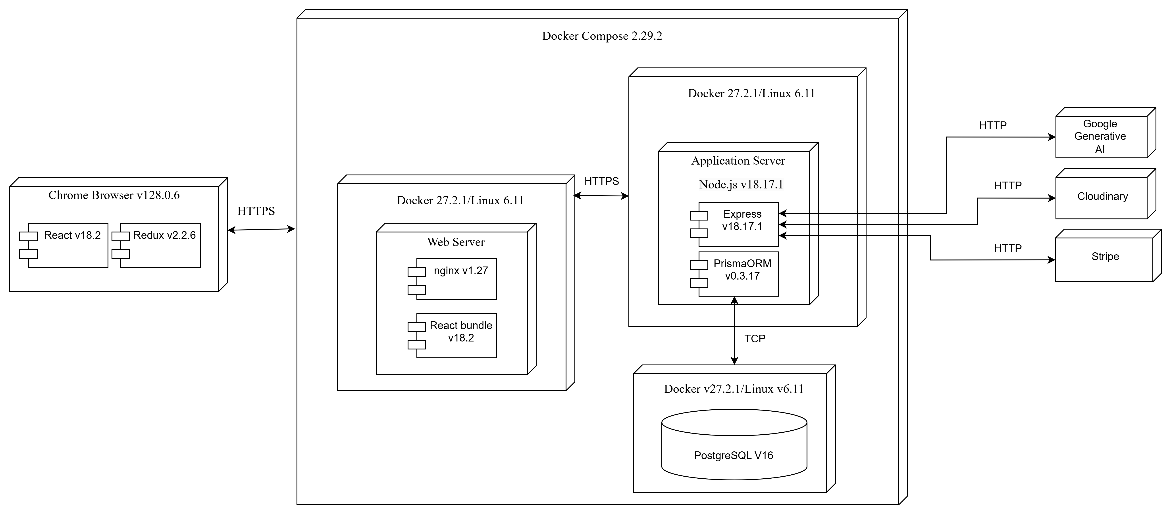 Docker Compose 2.29.2
Chrome Browser v128.0.6
React v18.2
Redux v2.2.6
HTTPS
Docker 27.2.1/Linux 6.11
Web Server
nginx v1.27
React bundle
v18.2
HTTPS
Docker 27.2.1/Linux 6.11
Application Server
Node.js v18.17.1
Express
v18.17.1
PrismaORM
v0.3.17
TCP
Docker v27.2.1/Linux v6.11
PostgreSQL V16
HTTP
Google
Generative
AI
HTTP
Cloudinary
HTTP
Stripe